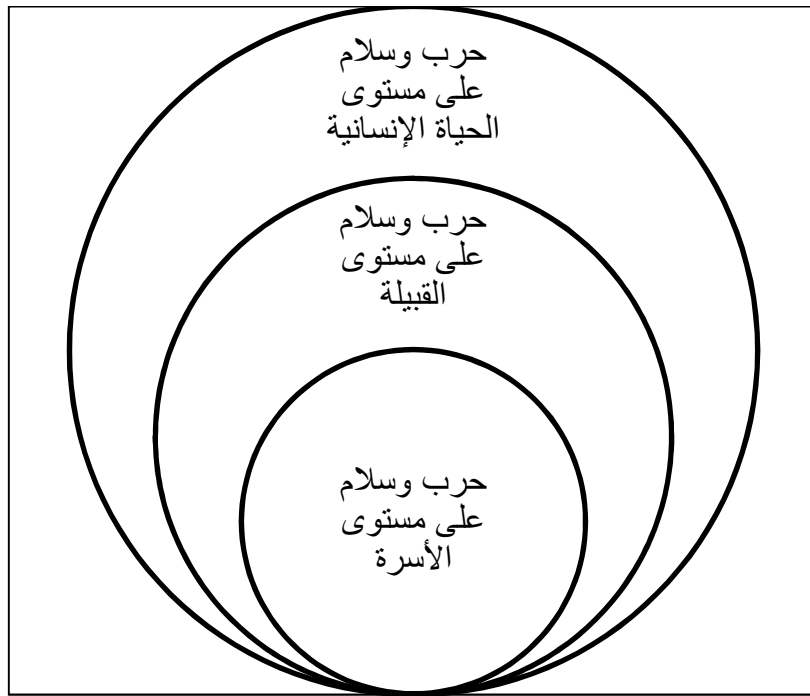 حرب وسلام
على مستوى
الحياة الإنسانية
حرب وسلام
على مستوى
القبيلة
حرب وسلام
على مستوى
الأسرة